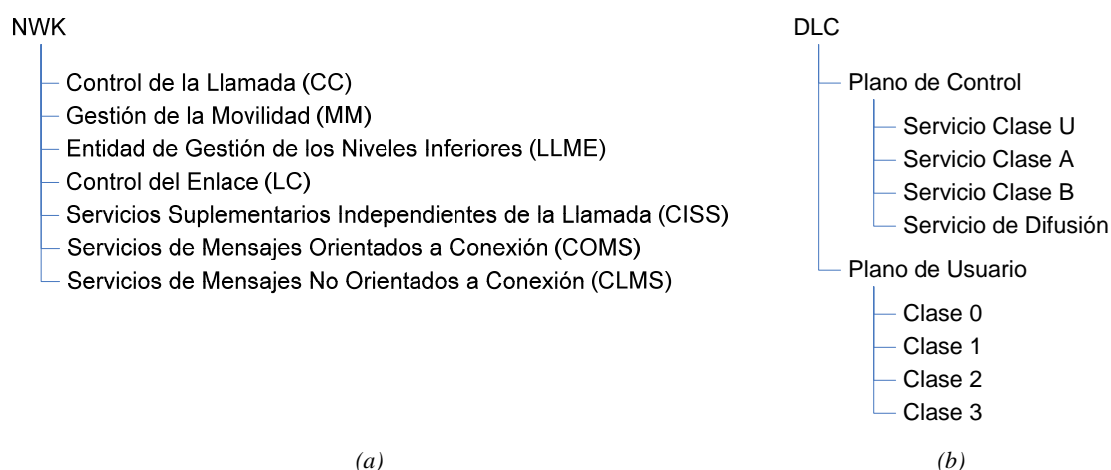 NWK
Control de la Llamada (CC)
Gestión de la Movilidad (MM)
Entidad de Gestión de los Niveles Inferiores (LLME)
Control del Enlace (LC)
Servicios Suplementarios Independientes de la Llamada (CISS)
Servicios de Mensajes Orientados a Conexión (COMS)
Servicios de Mensajes No Orientados a Conexión (CLMS)
(a)
DLC
Plano de Control
Servicio Clase U
Servicio Clase A
Servicio Clase B
Servicio de Difusión
Plano de Usuario
Clase 0
Clase 1
Clase 2
Clase 3
(b)